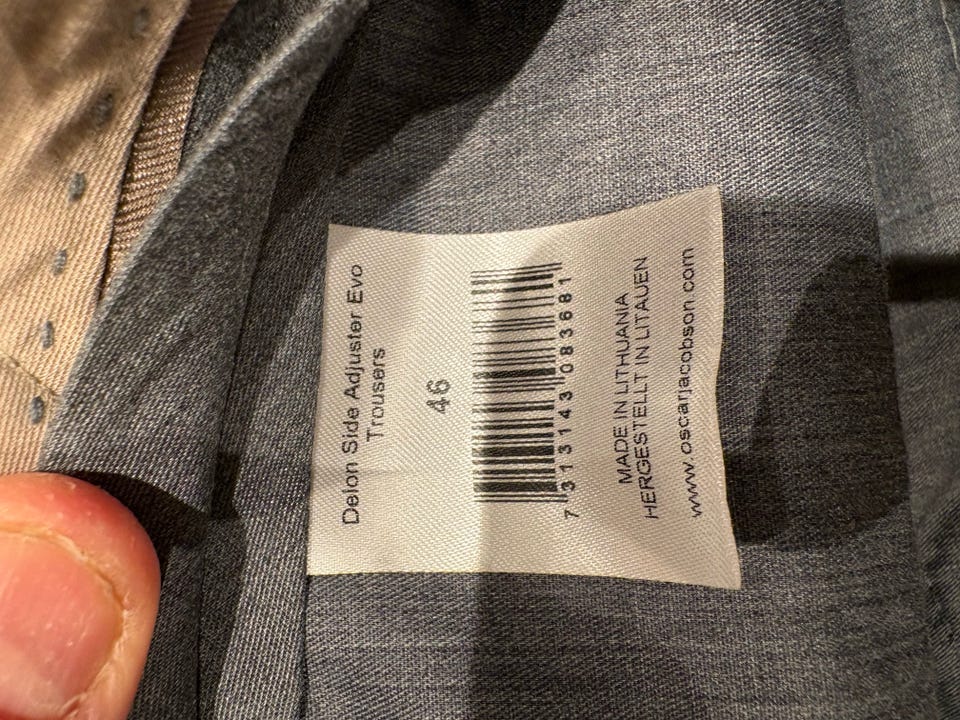 Delon Side Adjuster Evo
Trousers
46
7 313143 083681
MADE IN LITHUANIA
HERGESTELLT IN LITAUEN
www.oscarjacobson.com